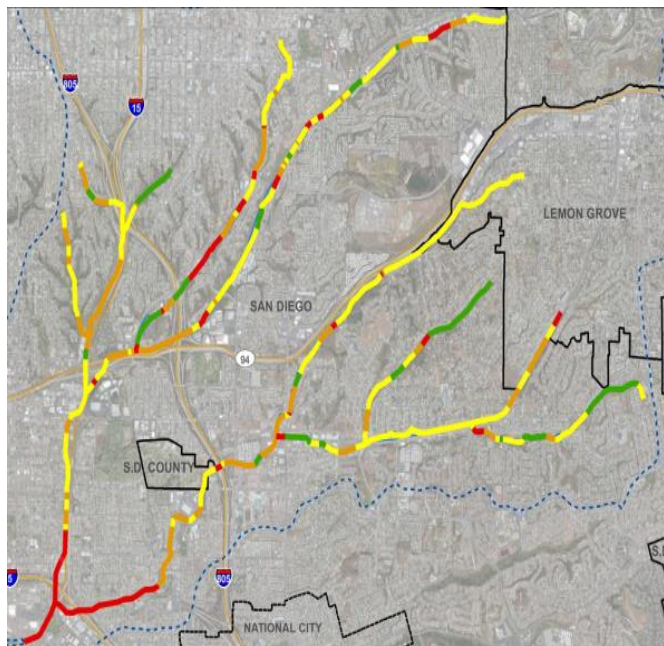 805
15
LEMON GROVE
SAN DIEGO
94
S.D. COUNTY
5
805
S.D
NATIONAL CITY